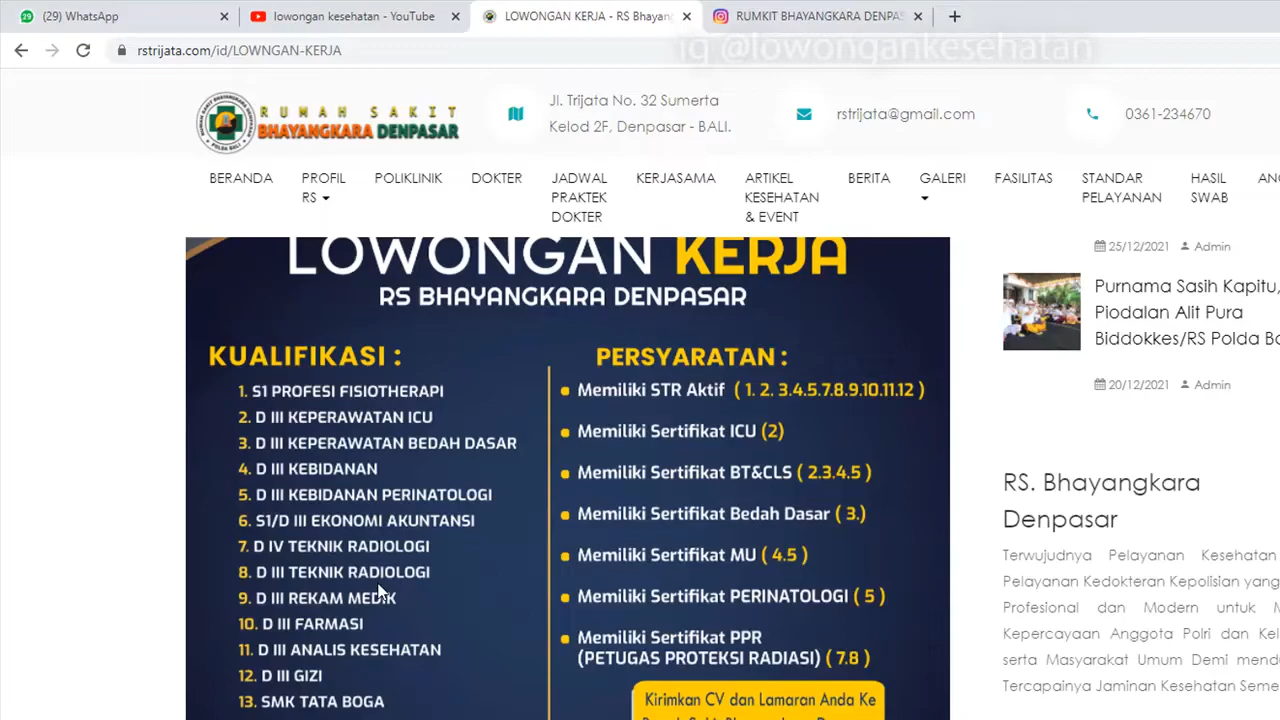 (29) WhatsApp
lowongan kesehatan - YouTube
LOWONGAN KERJA - RS Bhayang
RUMKIT BHAYANGKARA DENPAS
rstrijata.com/id/LOWNGAN-KERJA
ig @lowongankesehatan
RUMAH SAKIT
BHAYANGKARA DENPASAR
POLDA BALI
Jl. Trijata No. 32 Sumerta
Kelod 2F, Denpasar - BALI.
rstrijata@gmail.com
0361-234670
BERANDA
PROFIL
RS
POLIKLINIK
DOKTER
JADWAL
PRAKTEK
DOKTER
KERJASAMA
ARTIKEL
KESEHATAN
& EVENT
BERITA
GALERI
FASILITAS
STANDAR
PELAYANAN
HASIL
SWAB
LOWONGAN KERJA
RS BHAYANGKARA DENPASAR
KUALIFIKASI :
1. S1 PROFESI FISIOTHERAPI
2. D III KEPERAWATAN ICU
3. D III KEPERAWATAN BEDAH DASAR
4. D III KEBIDANAN
5. D III KEBIDANAN PERINATOLOGI
6. S1/D III EKONOMI AKUNTANSI
7. D IV TEKNIK RADIOLOGI
8. D III TEKNIK RADIOLOGI
9. D III REKAM MEDIK
10. D III FARMASI
11. D III ANALIS KESEHATAN
12. D III GIZI
13. SMK TATA BOGA
PERSYARATAN :
Memiliki STR Aktif ( 1. 2. 3.4.5.7.8.9.10.11.12 )
Memiliki Sertifikat ICU (2)
Memiliki Sertifikat BT&CLS ( 2.3.4.5 )
Memiliki Sertifikat Bedah Dasar ( 3.)
Memiliki Sertifikat MU ( 4.5 )
Memiliki Sertifikat PERINATOLOGI ( 5 )
Memiliki Sertifikat PPR
(PETUGAS PROTEKSI RADIASI) ( 7.8 )
Kirimkan CV dan Lamaran Anda Ke
25/12/2021 Admin
Purnama Sasih Kapitu,
Piodalan Alit Pura
Biddokkes/RS Polda Ba
20/12/2021 Admin
RS. Bhayangkara
Denpasar
Terwujudnya Pelayanan Kesehatan
Pelayanan Kedokteran Kepolisian yang
Profesional dan Modern untuk M
Kepercayaan Anggota Polri dan Kel
serta Masyarakat Umum Demi mend
Tercapainya Jaminan Kesehatan Seme